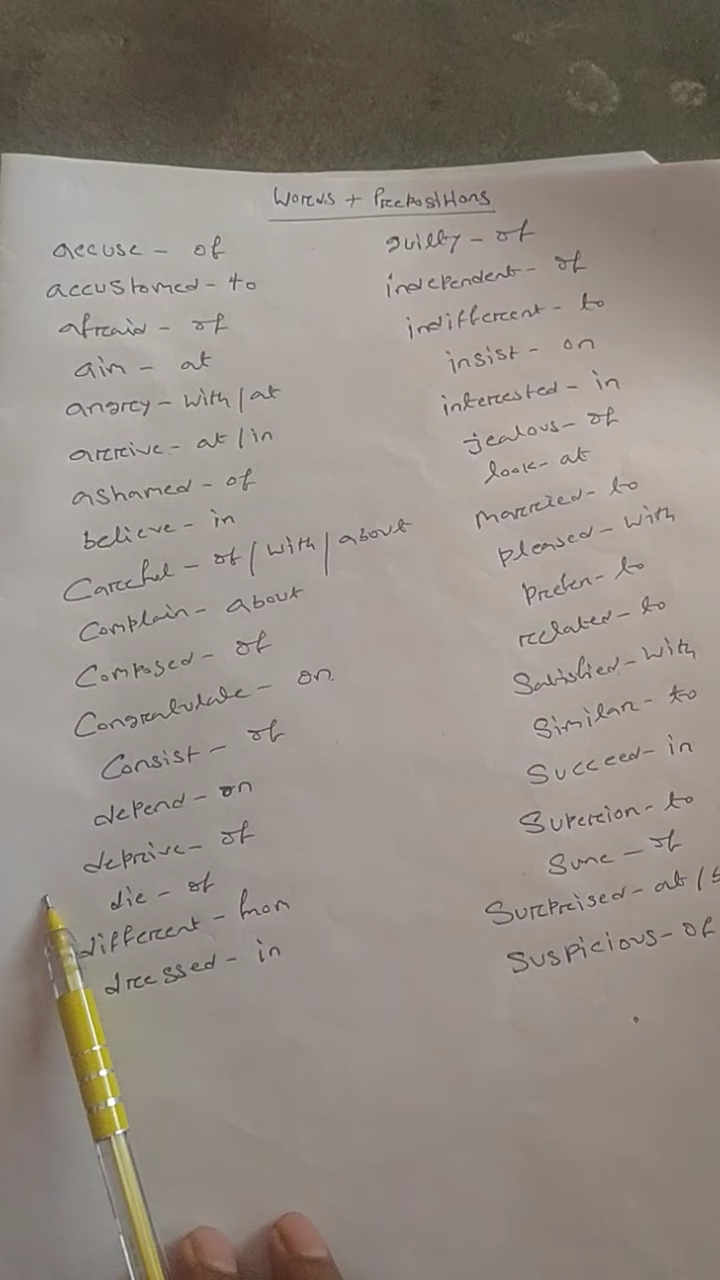 Words + Prepositions
accuse - of
accustomed - to
afraid - of
aim - at
angry - with / at
arrive - at / in
ashamed - of
believe - in
Careful - of / with / about
Complain - about
Composed - of
Congratulate - on
Consist - of
depend - on
deprive - of
die - of
different - from
dressed - in
guilty - of
independent - of
indifferent - to
insist - on
interested - in
jealous - of
look - at
married - to
pleased - with
prefer - to
related - to
Satisfied - with
Similar - to
Succeed - in
Superior - to
Sure - of
Surprised - at /
Suspicious - of